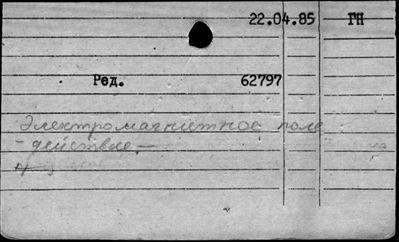 22.04.85 ГН
Ред. 62797
Электромагнитное поле
- действие -